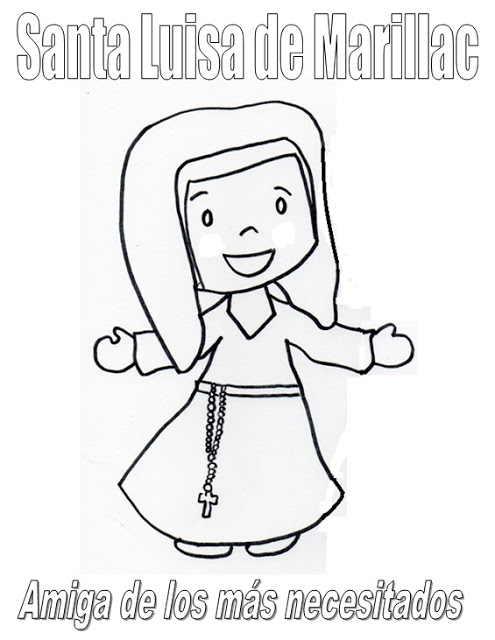 Santa Luisa de Marillac
Amiga de los más necesitados